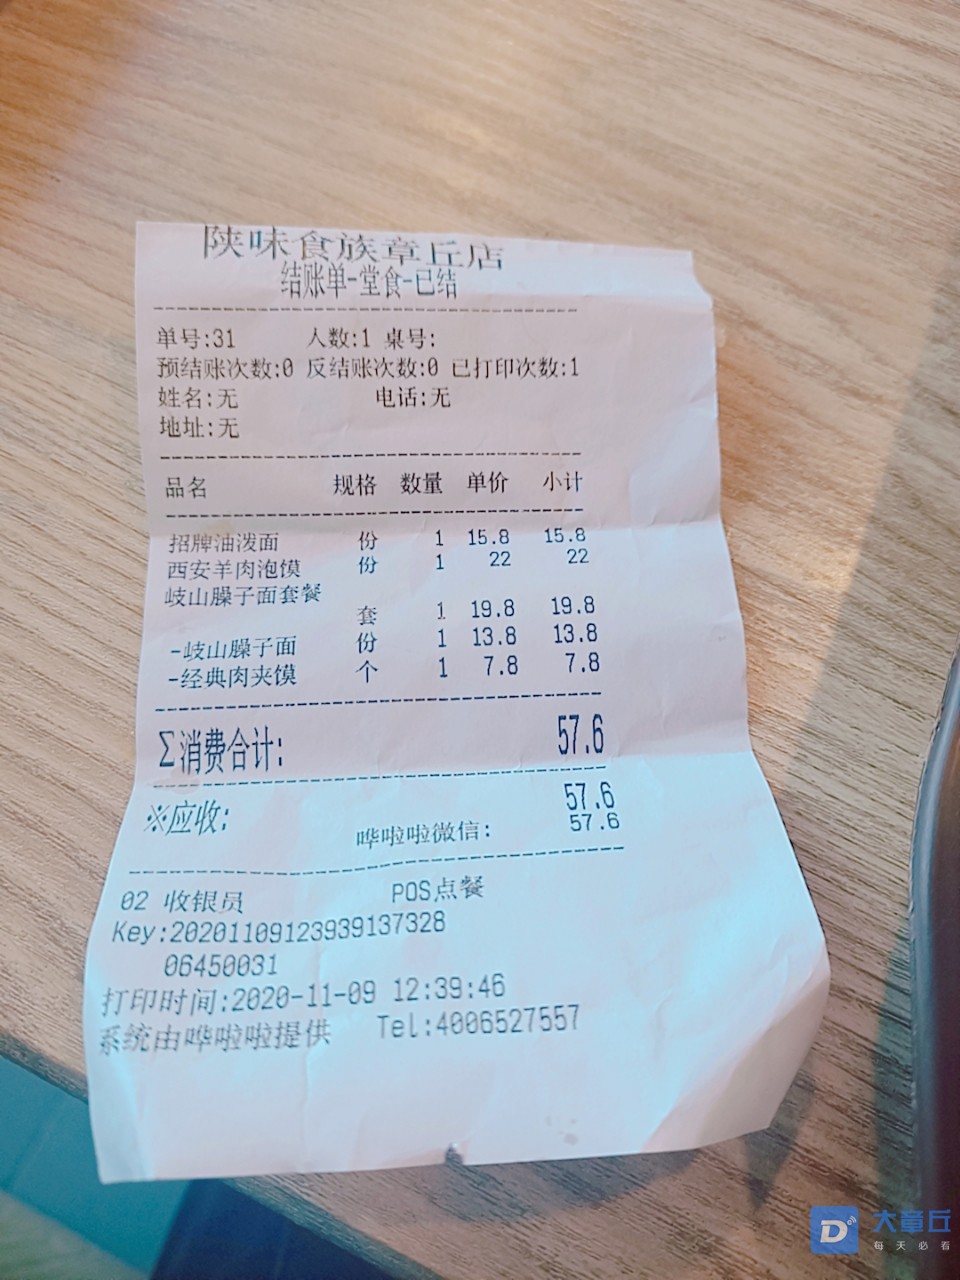 陕味食族章丘店
结账单-堂食-已结
单号:31 人数:1 桌号:
预结账次数:0 反结账次数:0 已打印次数:1
姓名:无 电话:无
地址:无
品名 规格 数量 单价 小计
招牌油泼面 份 1 15.8 15.8
西安羊肉泡馍 份 1 22 22
岐山臊子面套餐
套 1 19.8 19.8
-岐山臊子面 份 1 13.8 13.8
-经典肉夹馍 个 1 7.8 7.8
∑消费合计: 57.6
※应收: 57.6
哗啦啦微信: 57.6
02 收银员 POS点餐
Key:20201109123939137328
06450031
打印时间:2020-11-09 12:39:46
系统由哗啦啦提供 Tel:4006527557
D 大章丘
每天必看